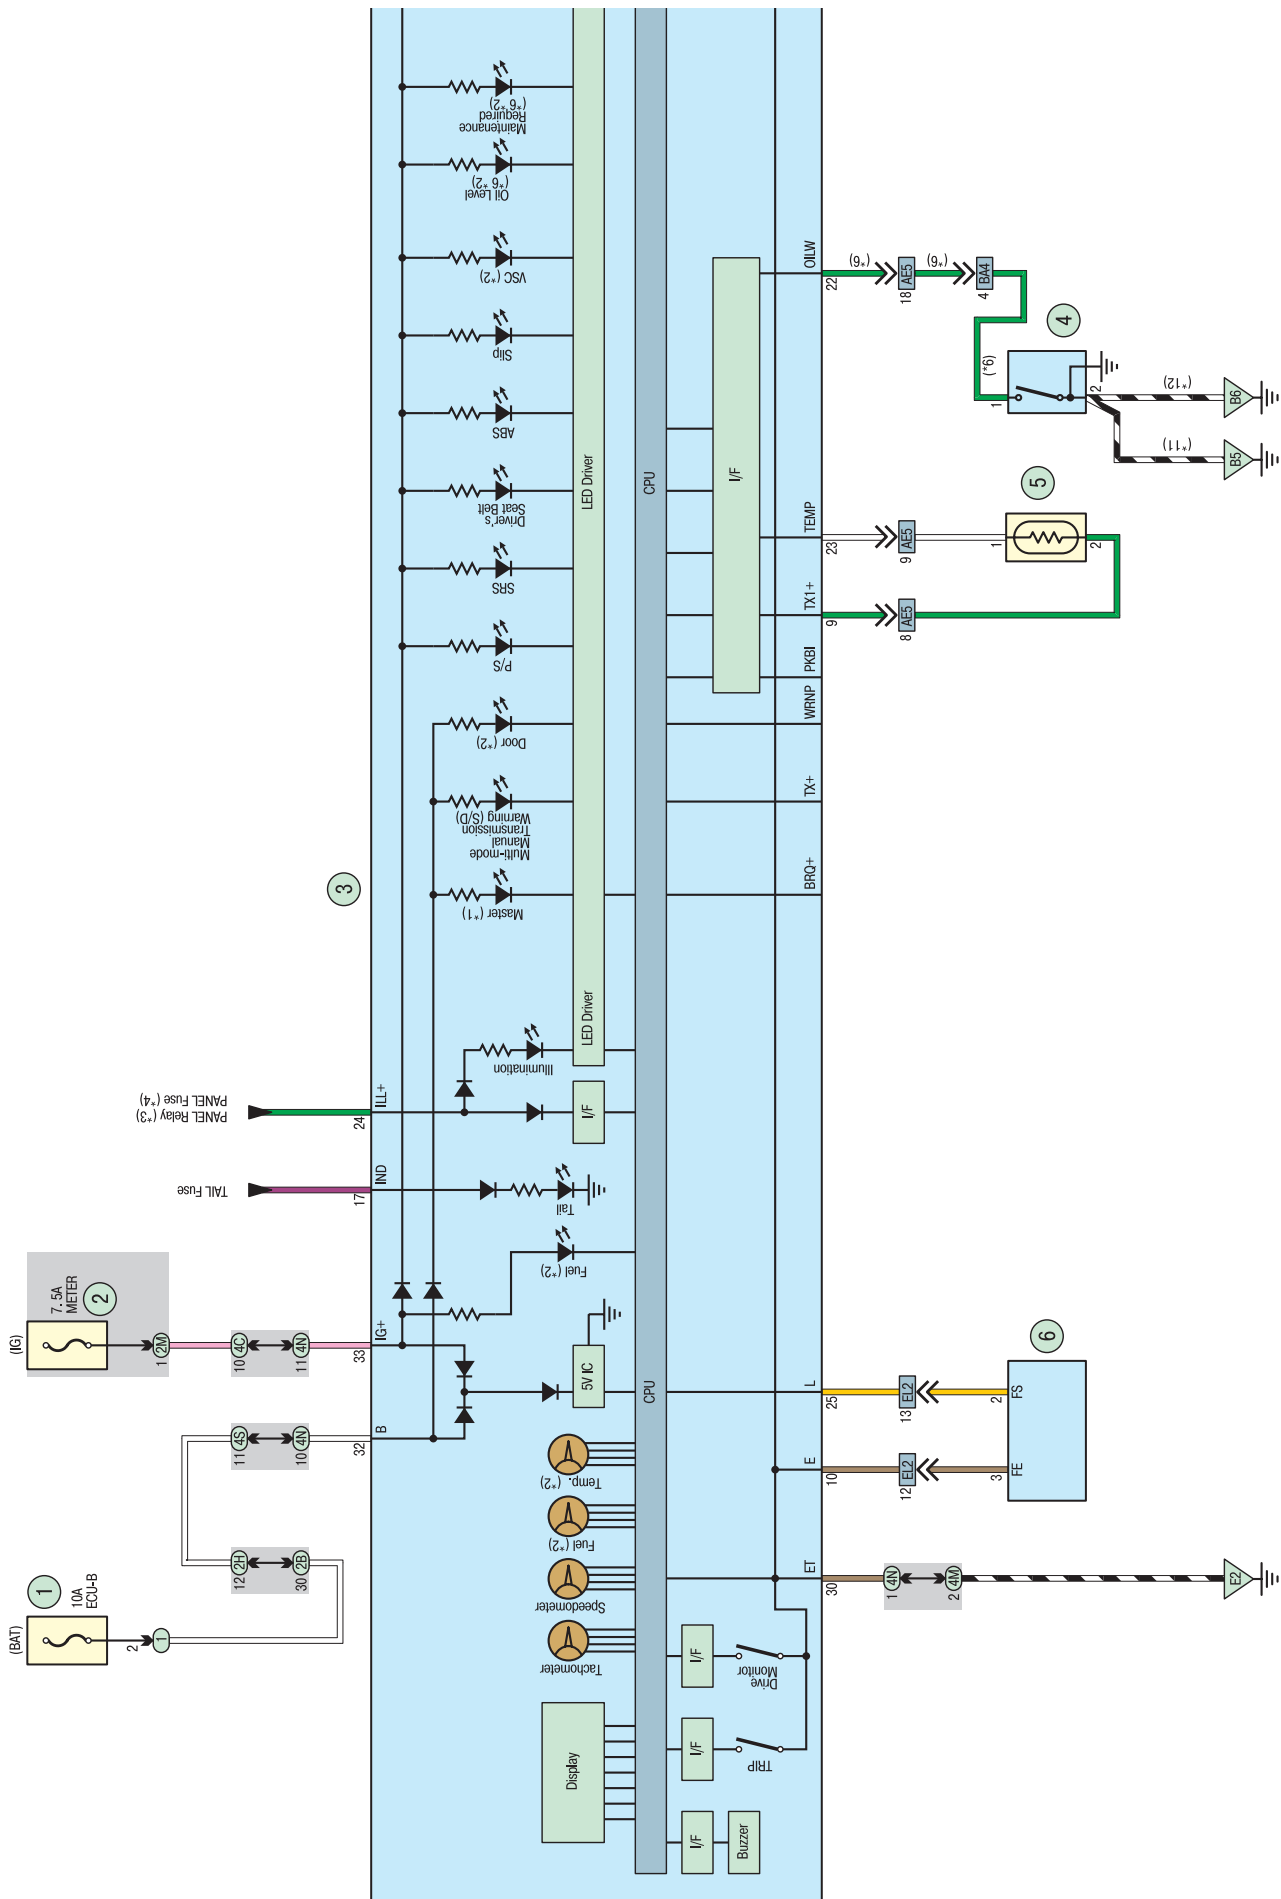 (BAT)
1
10A
ECU-B
2
1
12
2H
30
2B
11
4S
10
4N
32
B
(IG)
7. 5A
METER
2
1
2M
10
4C
11
4N
33
IG+
TAIL Fuse
17
IND
PANEL Relay (*3)
PANEL Fuse (*4)
24
ILL+
3
Display
Tachometer
Speedometer
Fuel (*2)
Temp. (*2)
5V IC
Fuel (*2)
Tail
I/F
Illumination
LED Driver
Master (*1)
Multi-mode
Manual
Transmission
Warning (S/D)
Door (*2)
P/S
SRS
Driver's
Seat Belt
ABS
Slip
VSC (*2)
Oil Level
(*6 *2)
Maintenance
Required
(*6 *2)
LED Driver
CPU
CPU
I/F
Buzzer
I/F
TRIP
I/F
Drive
Monitor
I/F
ET
30
E
10
L
25
BRQ+
TX+
WRNP
PKBI
TX1+
9
TEMP
23
OILW
22
1
4N
2
4M
E2
12
EL2
3
FE
13
EL2
2
FS
6
8
AE5
9
AE5
1
2
5
(*6)
18
AE5
(*6)
4
BA4
(*6)
1
2
4
(*11)
B5
(*12)
B6